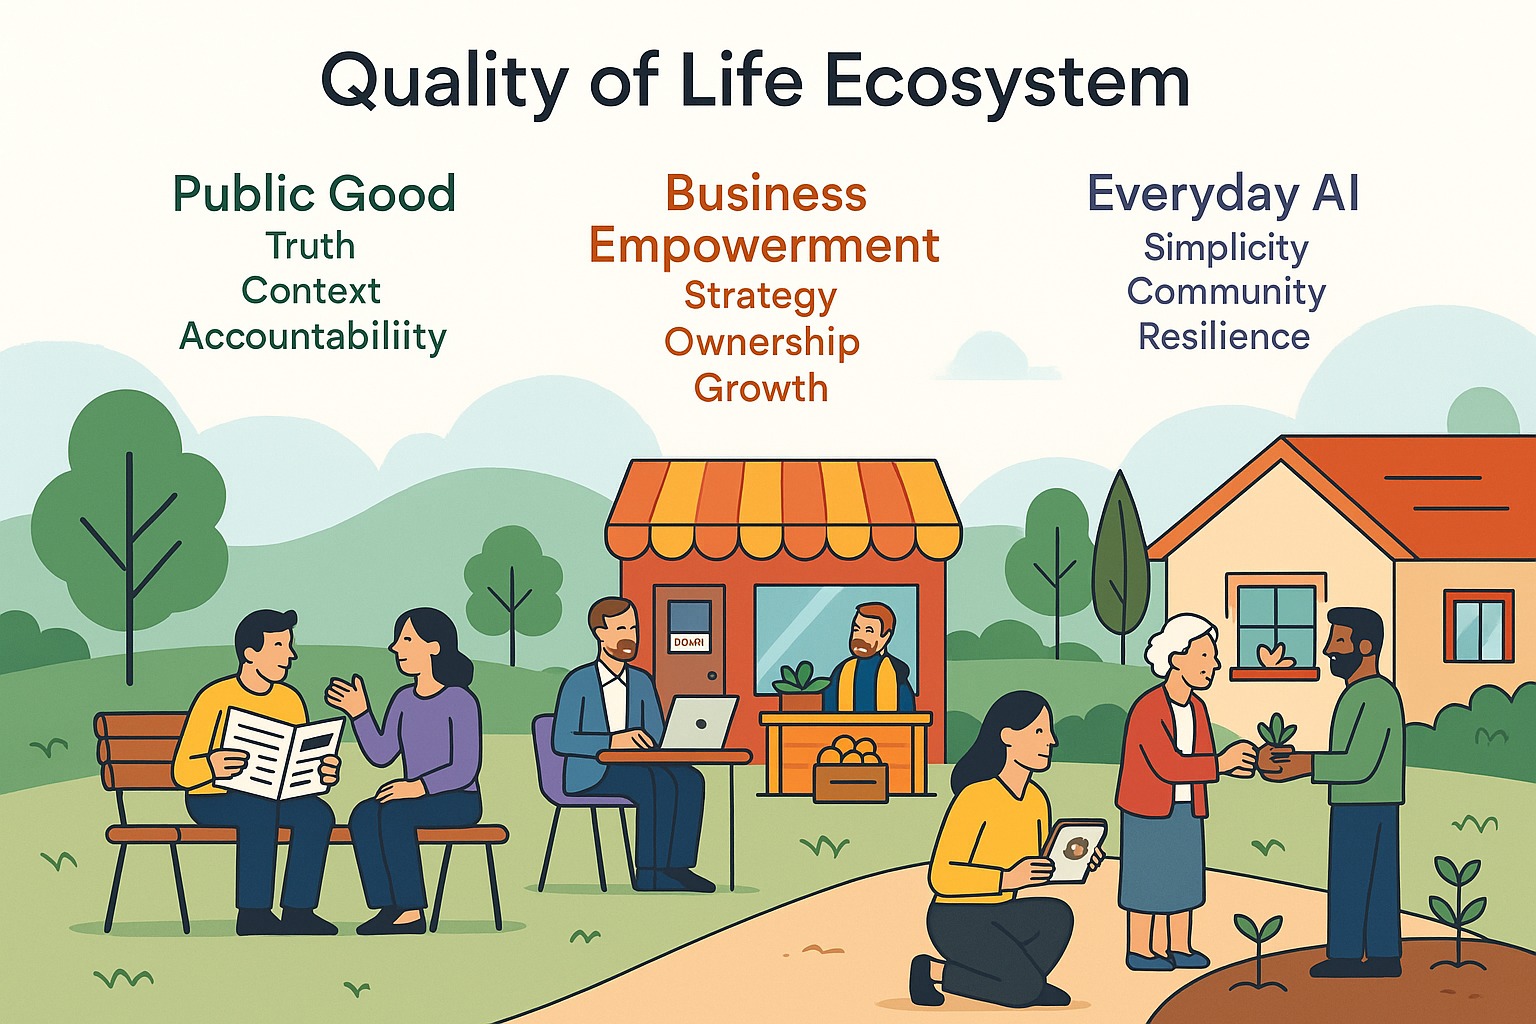 Quality of Life Ecosystem
Public Good
Truth
Context
Accountabiliity
Business
Empowerment
Strategy
Ownership
Growth
Everyday AI
Simplicity
Community
Resilience